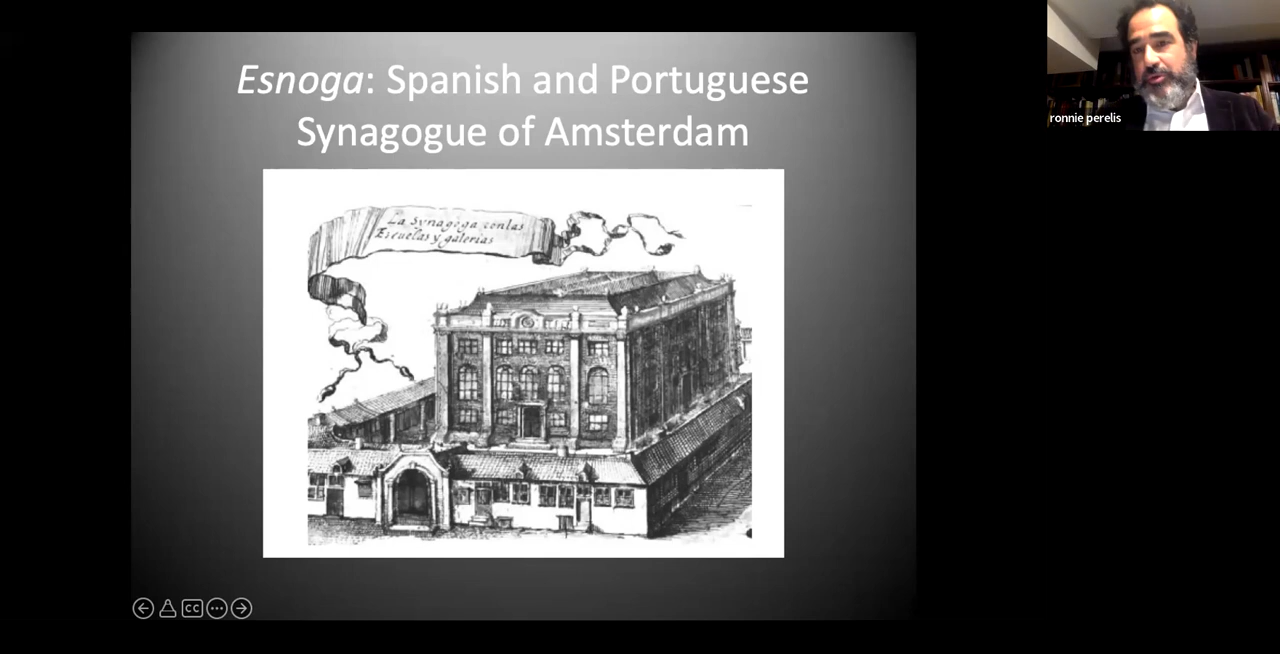 Esnoga: Spanish and Portuguese
Synagogue of Amsterdam
La Synagoga con las
Escuelas y galerias
CC
ronnie perelis